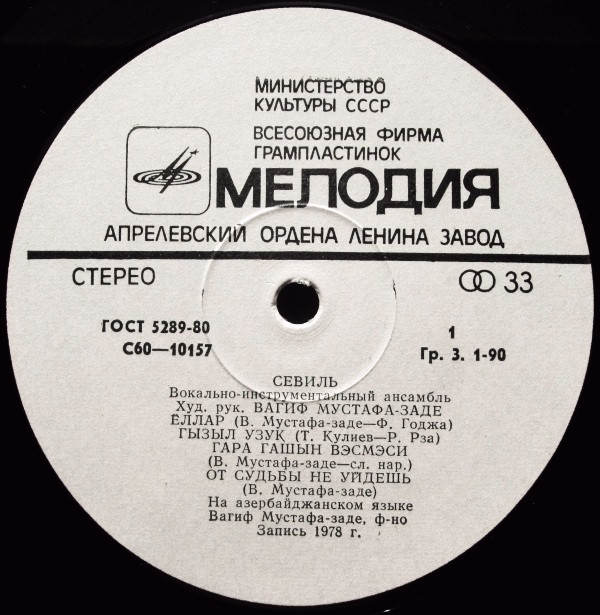 МИНИСТЕРСТВО
КУЛЬТУРЫ СССР
ВСЕСОЮЗНАЯ ФИРМА
ГРАМПЛАСТИНОК
МЕЛОДИЯ
АПРЕЛЕВСКИЙ ОРДЕНА ЛЕНИНА ЗАВОД
СТЕРЕО
33
ГОСТ 5289-80
С60—10157
1
Гр. 3. 1-90
СЕВИЛЬ
Вокально-инструментальный ансамбль
Худ. рук. ВАГИФ МУСТАФА-ЗАДЕ
ЕЛЛАР (В. Мустафа-заде—Ф. Годжа)
ГЫЗЫЛ УЗУК (Т. Кулиев—Р. Рза)
ГАРА ГАШЫН ВЭСМЭСИ
(В. Мустафа-заде—сл. нар.)
ОТ СУДЬБЫ НЕ УЙДЕШЬ
(В. Мустафа-заде)
На азербайджанском языке
Вагиф Мустафа-заде, ф-но
Запись 1978 г.